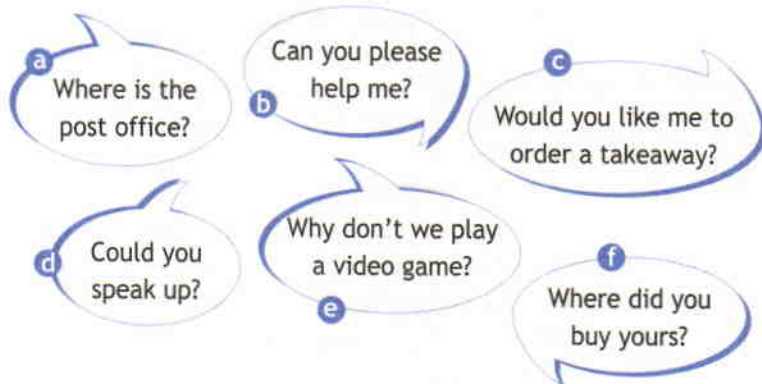 a
Where is the
post office?
b
Can you please
help me?
c
Would you like me to
order a takeaway?
d
Could you
speak up?
e
Why don't we play
a video game?
f
Where did you
buy yours?